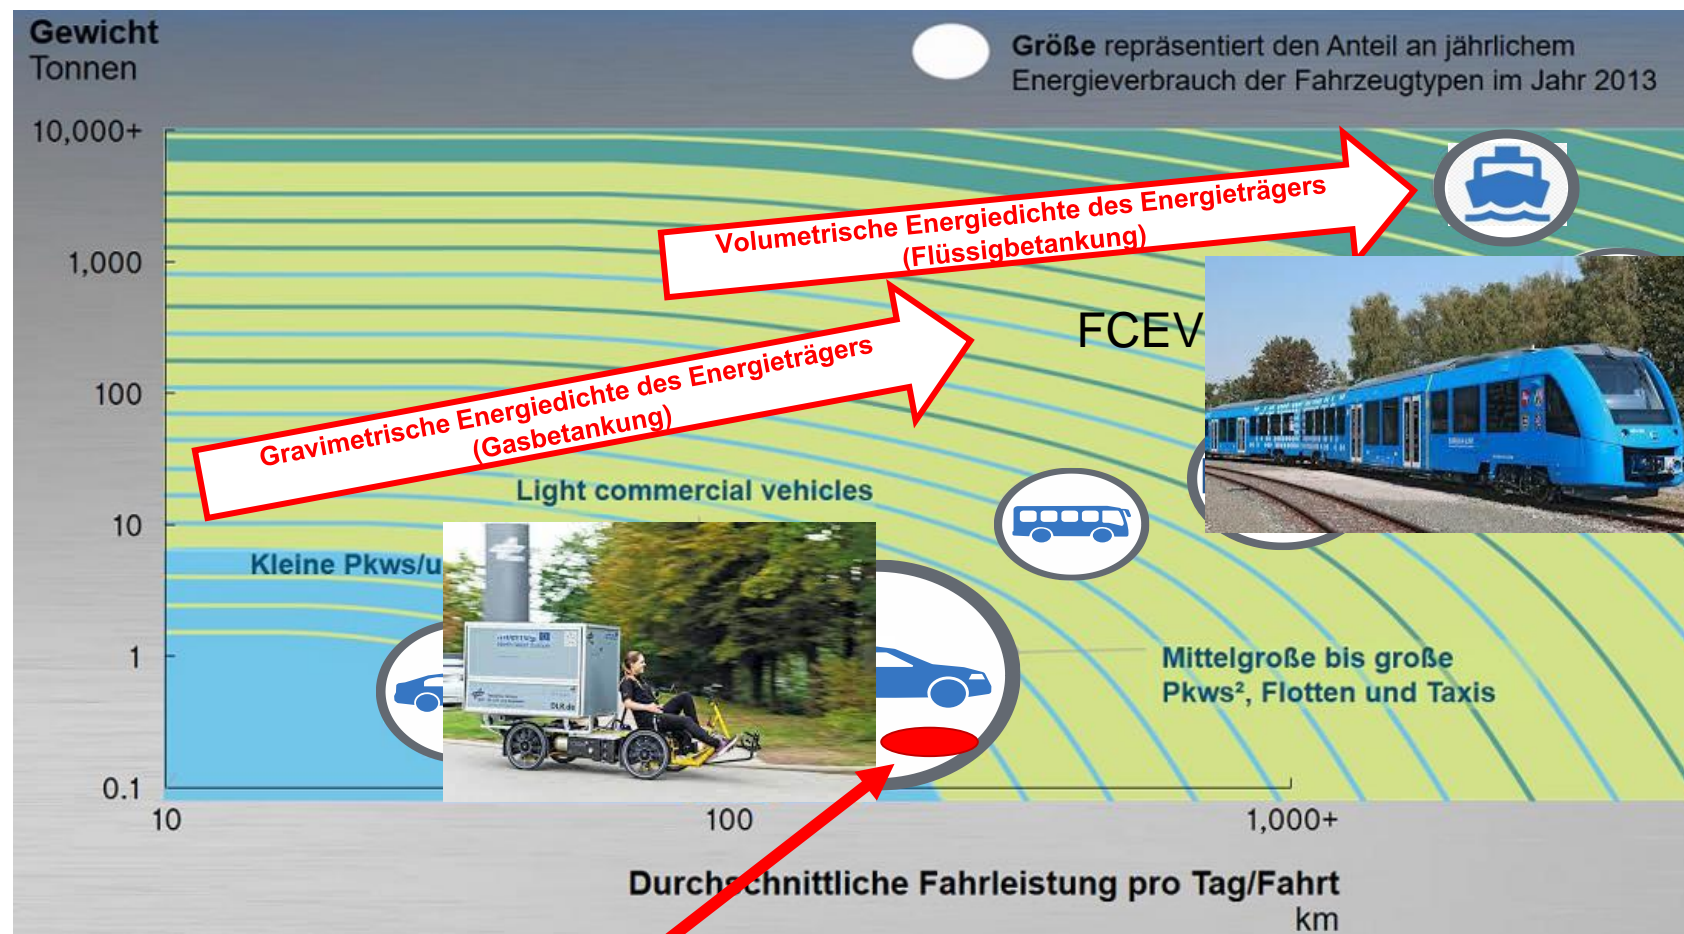 Gewicht
Tonnen
Größe repräsentiert den Anteil an jährlichem
Energieverbrauch der Fahrzeugtypen im Jahr 2013
10,000+
1,000
100
10
1
0.1
Volumetrische Energiedichte des Energieträgers
(Flüssigbetankung)
FCEV
Gravimetrische Energiedichte des Energieträgers
(Gasbetankung)
Light commercial vehicles
Kleine Pkws/u
DLR.de
Mittelgroße bis große
Pkws², Flotten und Taxis
10
100
1,000+
Durchschnittliche Fahrleistung pro Tag/Fahrt
km